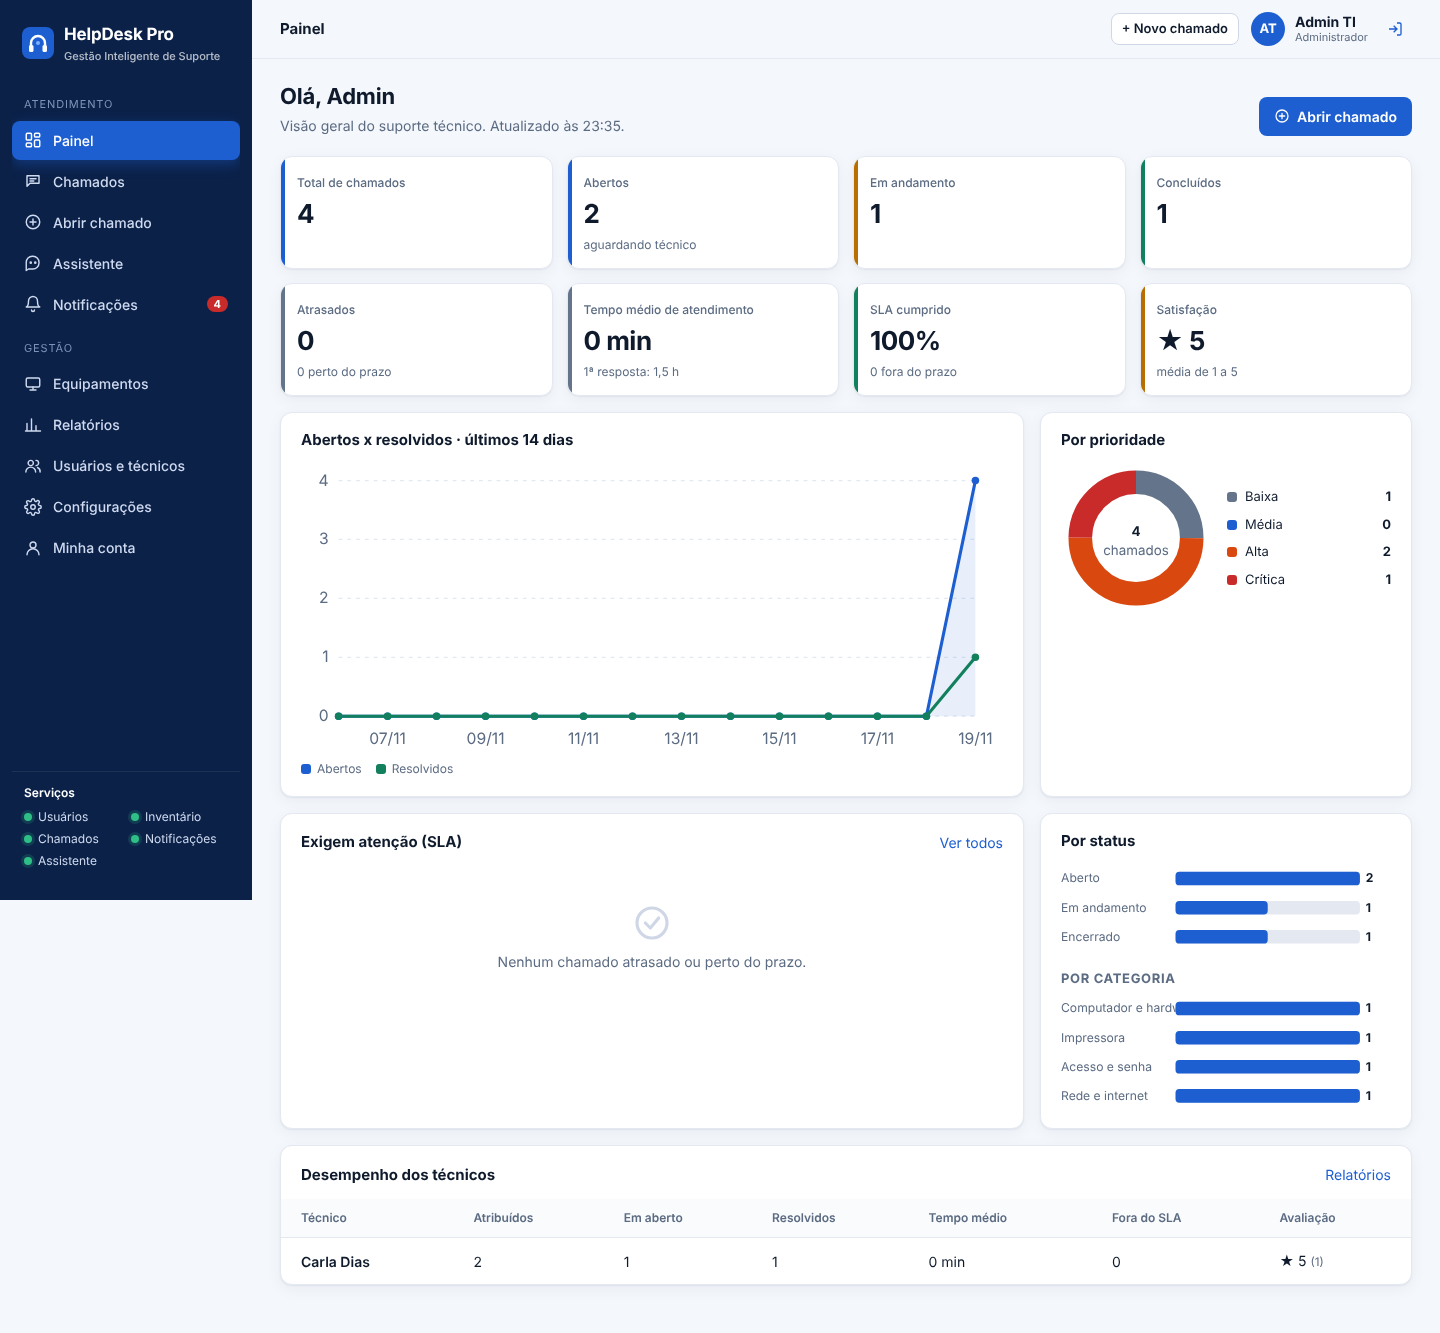 HelpDesk Pro
Gestão Inteligente de Suporte
ATENDIMENTO
Painel
Chamados
Abrir chamado
Assistente
Notificações 4
GESTÃO
Equipamentos
Relatórios
Usuários e técnicos
Configurações
Minha conta
Serviços
Usuários Inventário
Chamados Notificações
Assistente
Painel
+ Novo chamado
AT
Admin TI
Administrador
Olá, Admin
Visão geral do suporte técnico. Atualizado às 23:35.
Abrir chamado
Total de chamados
4
Abertos
2
aguardando técnico
Em andamento
1
Concluídos
1
Atrasados
0
0 perto do prazo
Tempo médio de atendimento
0 min
1ª resposta: 1,5 h
SLA cumprido
100%
0 fora do prazo
Satisfação
★ 5
média de 1 a 5
Abertos x resolvidos · últimos 14 dias
4
3
2
1
0
07/11 09/11 11/11 13/11 15/11 17/11 19/11
Abertos Resolvidos
Por prioridade
4
chamados
Baixa 1
Média 0
Alta 2
Crítica 1
Exigem atenção (SLA)
Ver todos
Nenhum chamado atrasado ou perto do prazo.
Por status
Aberto 2
Em andamento 1
Encerrado 1
POR CATEGORIA
Computador e hardw 1
Impressora 1
Acesso e senha 1
Rede e internet 1
Desempenho dos técnicos
Relatórios
Técnico Atribuídos Em aberto Resolvidos Tempo médio Fora do SLA Avaliação
Carla Dias 2 1 1 0 min 0 ★ 5 (1)